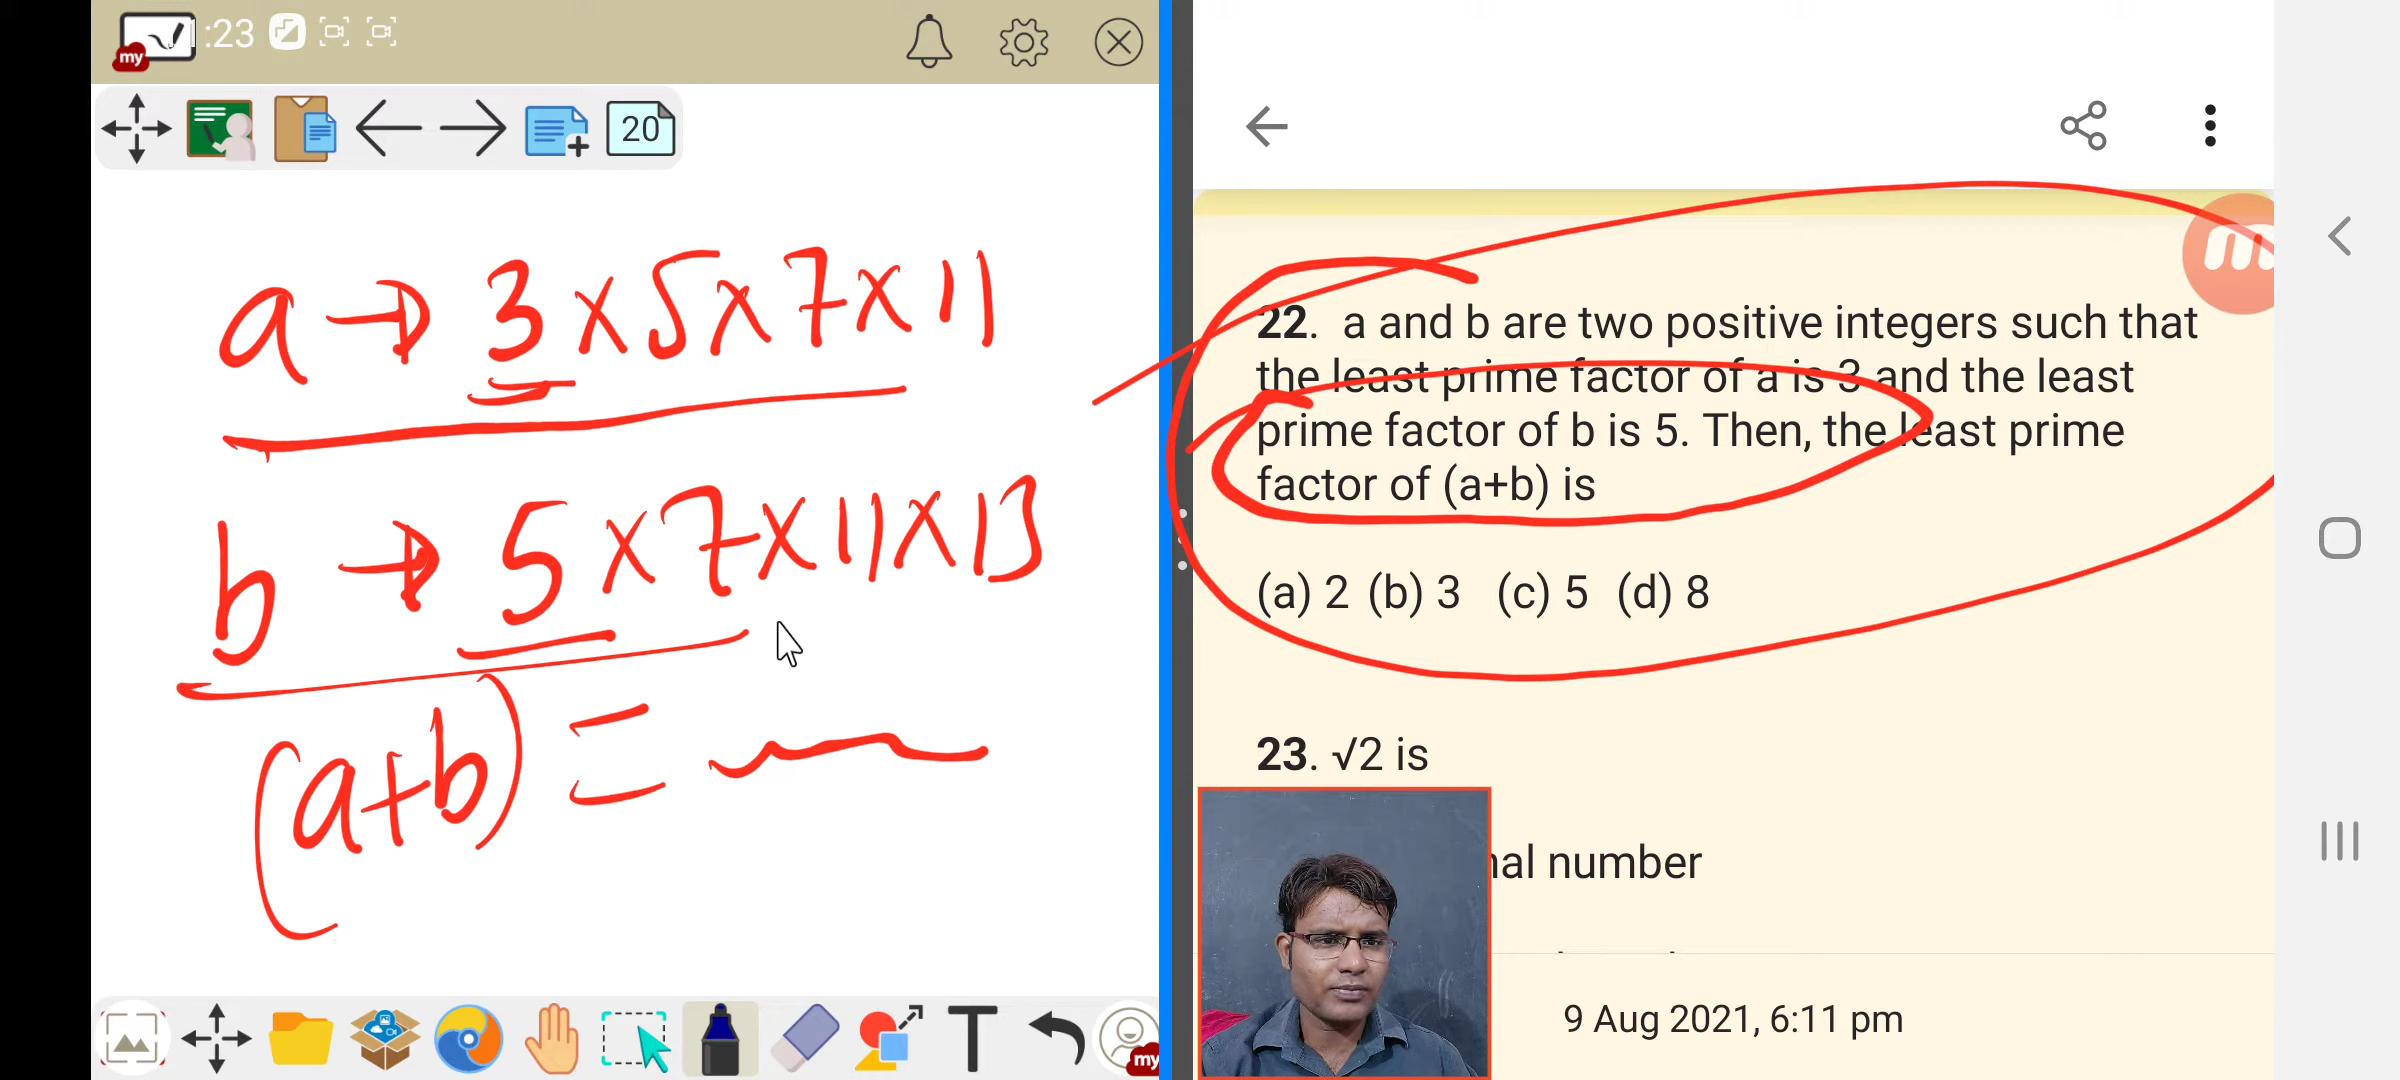 :23
my
20
a → 3 × 5 × 7 × 11
b → 5 × 7 × 11 × 13
(a+b) =
my
22. a and b are two positive integers such that
the least prime factor of a is 3 and the least
prime factor of b is 5. Then, the least prime
factor of (a+b) is
(a) 2 (b) 3 (c) 5 (d) 8
23. √2 is
nal number
9 Aug 2021, 6:11 pm